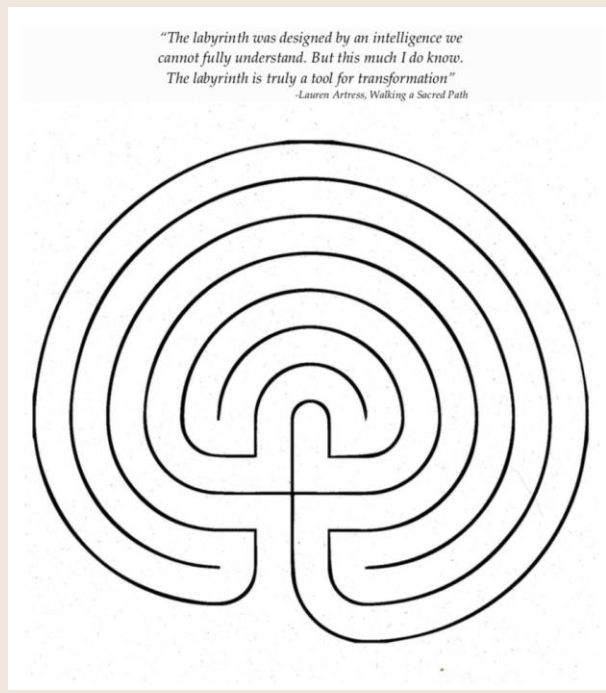 “The labyrinth was designed by an intelligence we
cannot fully understand. But this much I do know.
The labyrinth is truly a tool for transformation”
-Lauren Artress, Walking a Sacred Path